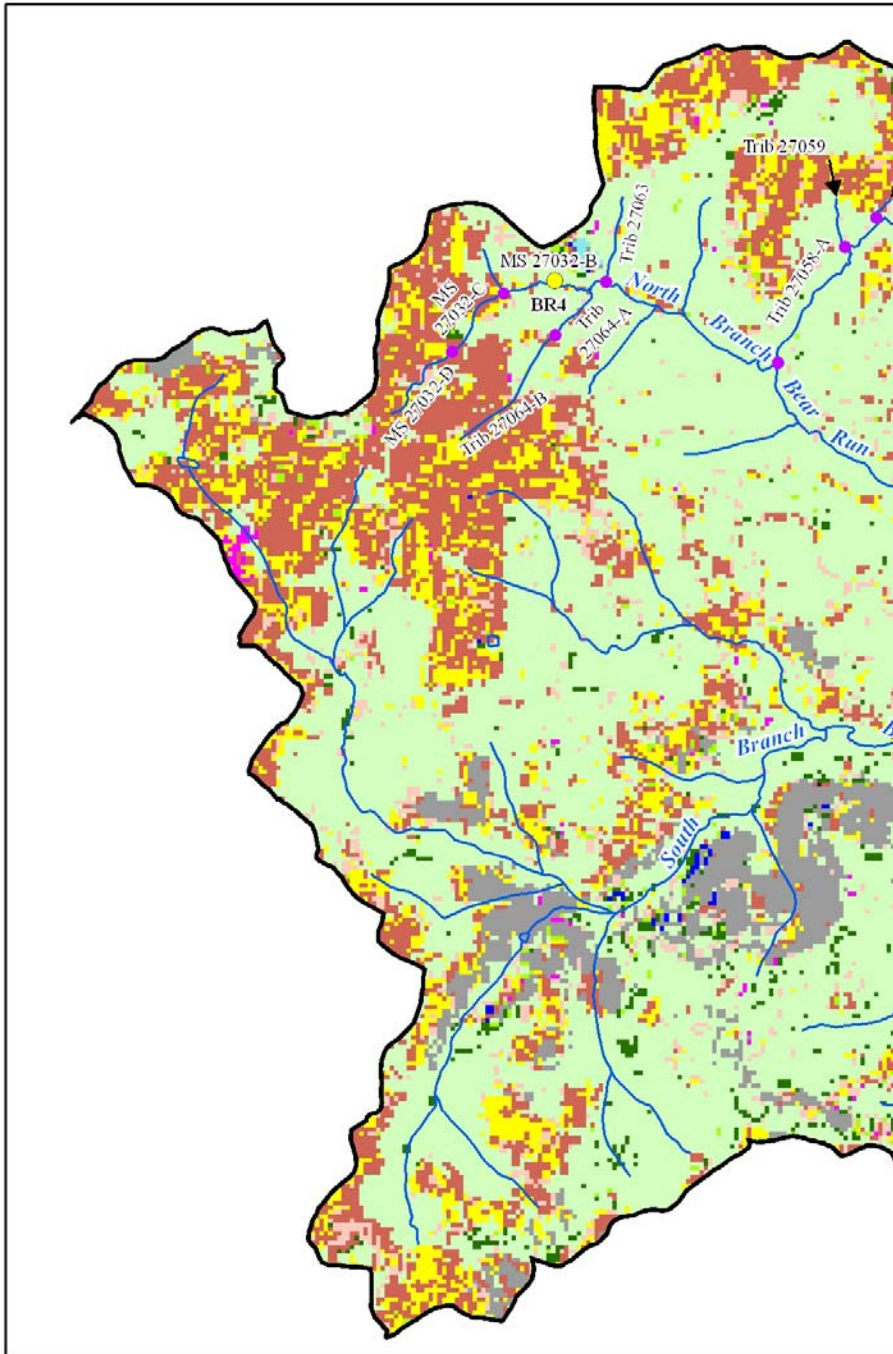 Trib 27059
Trib 27063
MS 27032-B
Trib 27058-A
MS
27032-C
BR4
North
Trib
27064-A
Branch
MS 27032-D
Bear
Trib 27064-B
Run
Branch
South